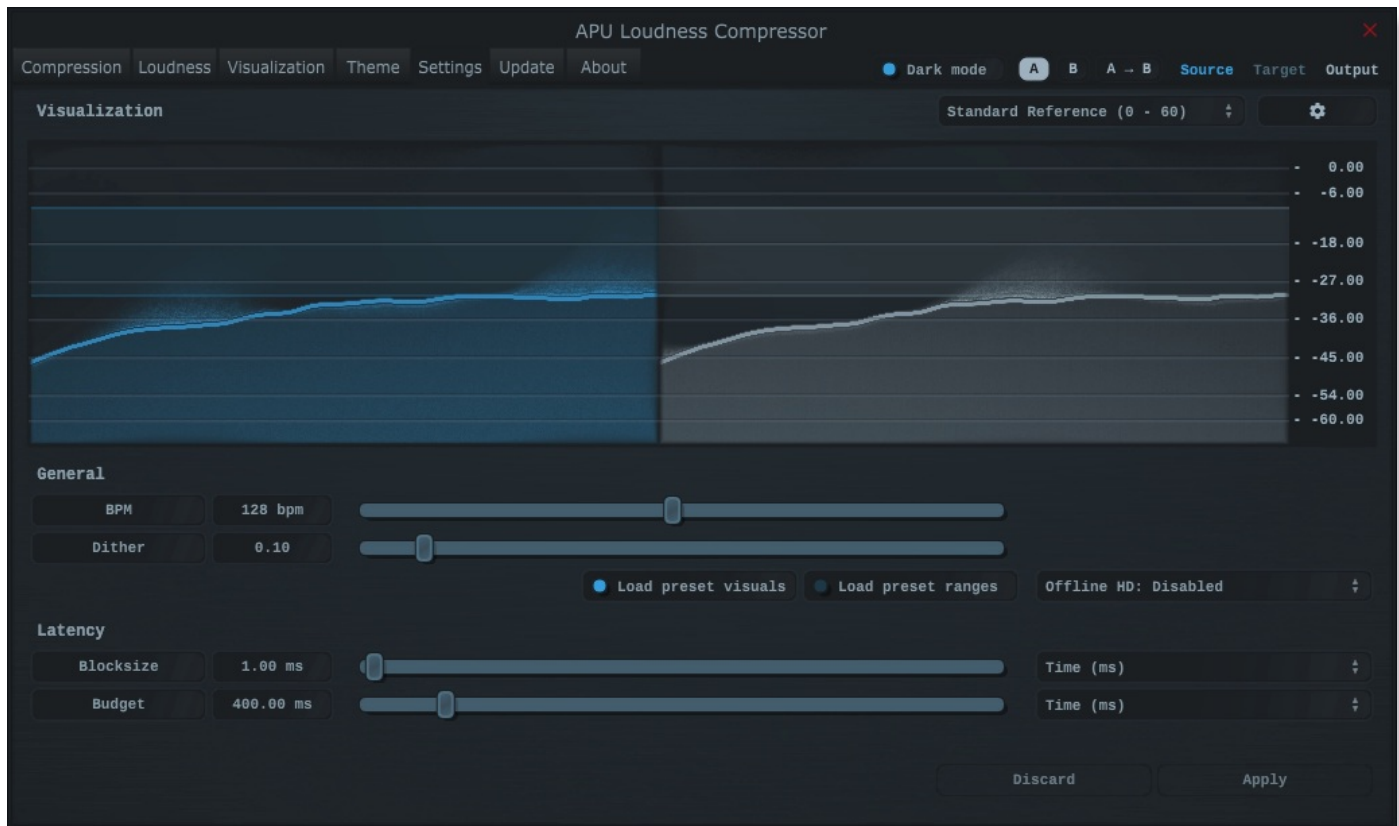 APU Loudness Compressor
Compression Loudness Visualization Theme Settings Update About Dark mode A B A → B Source Target Output
Visualization Standard Reference (0 - 60)
- 0.00
- -6.00
- -18.00
- -27.00
- -36.00
- -45.00
- -54.00
- -60.00
General
BPM 128 bpm
Dither 0.10
Load preset visuals Load preset ranges Offline HD: Disabled
Latency
Blocksize 1.00 ms Time (ms)
Budget 400.00 ms Time (ms)
Discard Apply